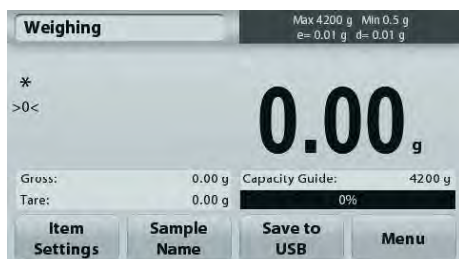 Weighing
Max 4200 g Min 0.5 g
e= 0.01 g d= 0.01 g
*
>0<
0.00 g
Gross: 0.00 g
Tare: 0.00 g
Capacity Guide: 4200 g
0%
Item
Settings
Sample
Name
Save to
USB
Menu